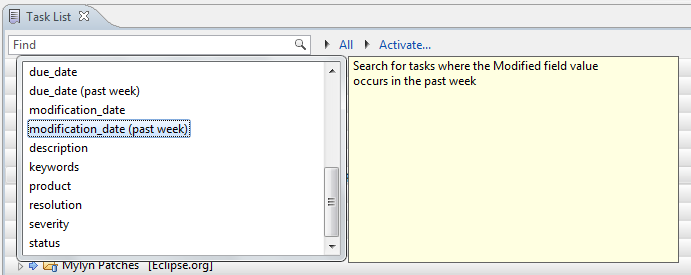 Task List
Find
All
Activate...
due_date
due_date (past week)
modification_date
modification_date (past week)
description
keywords
product
resolution
severity
status
Search for tasks where the Modified field value
occurs in the past week
Mylyn Patches [Eclipse.org]